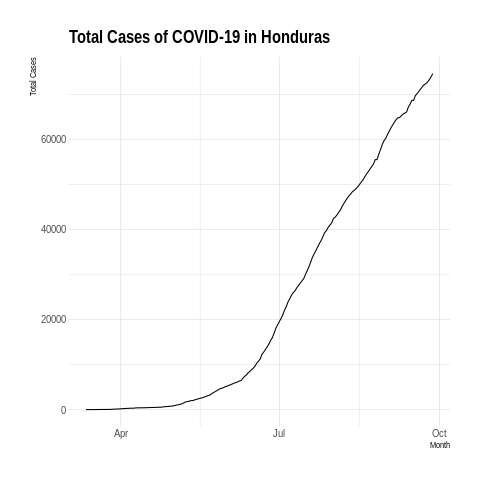 Total Cases of COVID-19 in Honduras
Total Cases
60000
40000
20000
0
Apr
Jul
Oct
Month